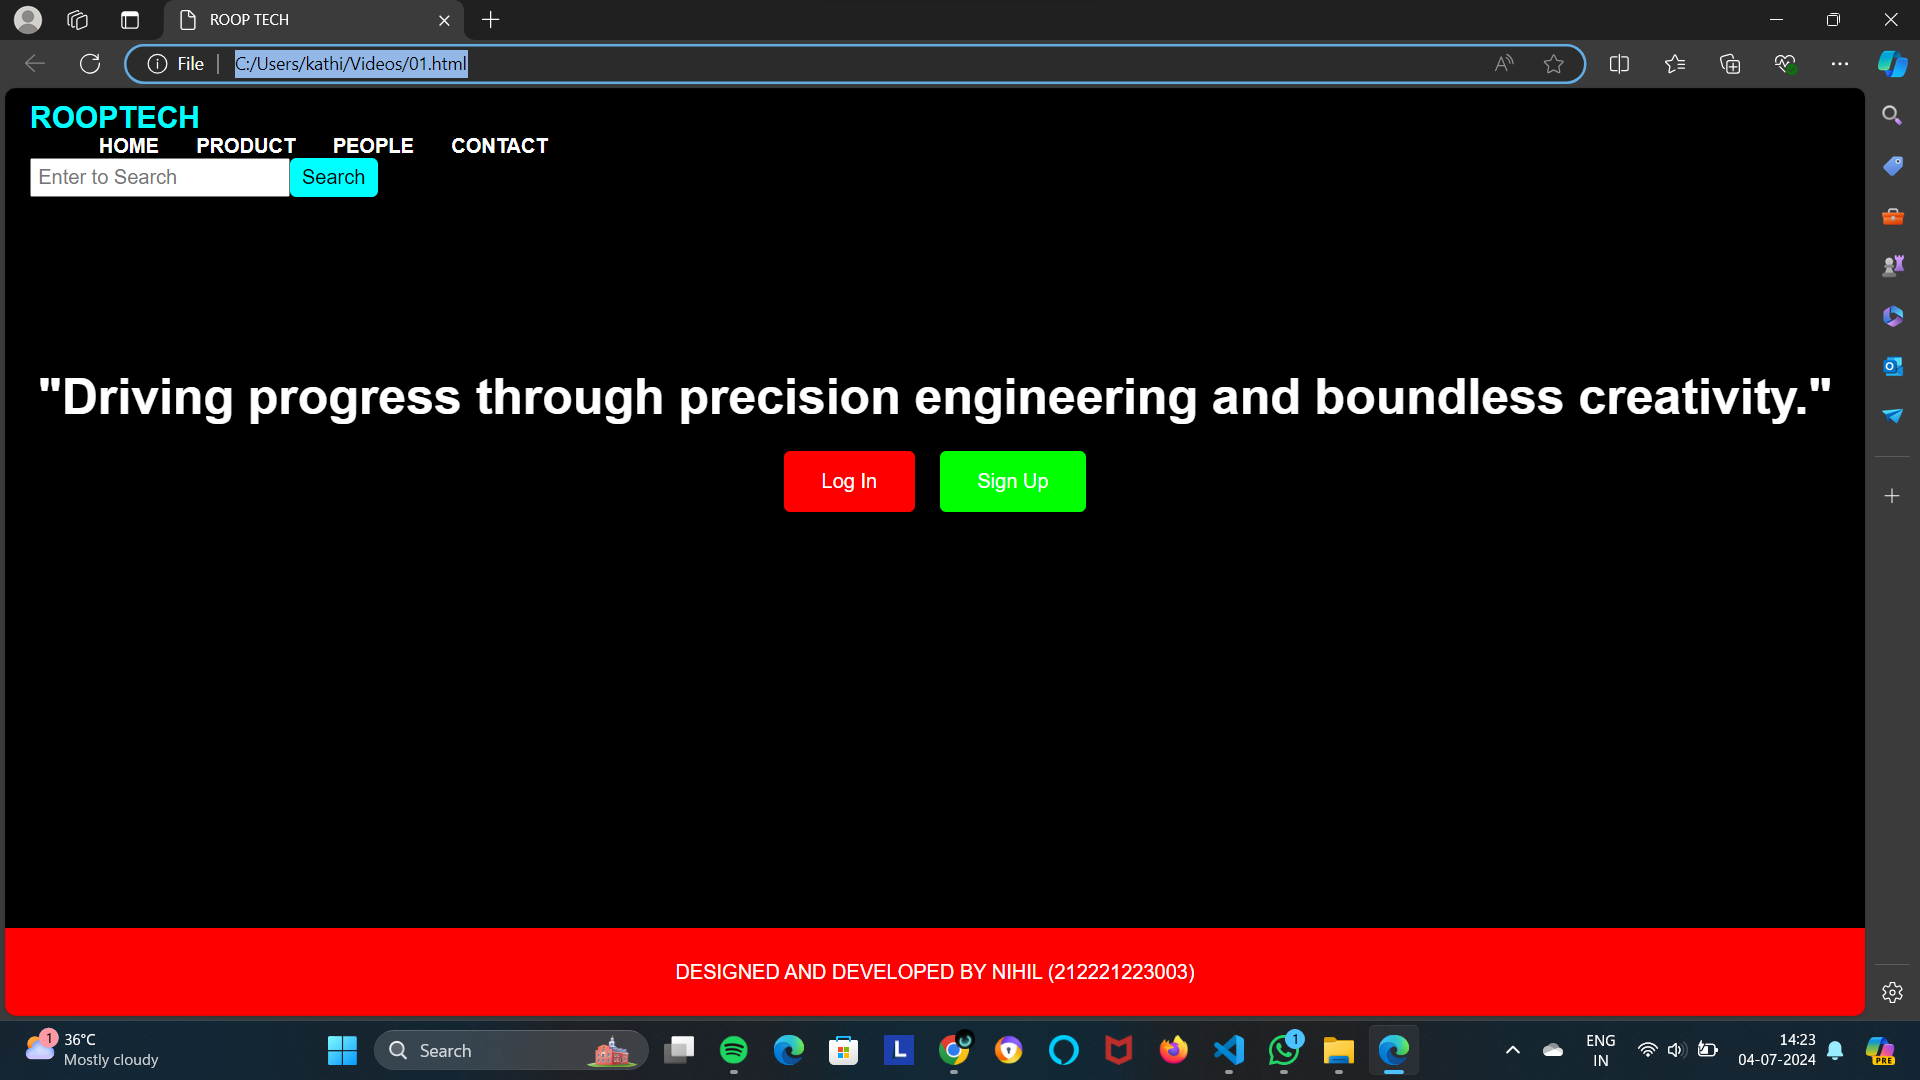 ROOP TECH
File
C:/Users/kathi/Videos/01.html
ROOPTECH
HOME PRODUCT PEOPLE CONTACT
Enter to Search Search
"Driving progress through precision engineering and boundless creativity."
Log In Sign Up
DESIGNED AND DEVELOPED BY NIHIL (212221223003)
1
36°C
Mostly cloudy
Search
L
1
PRE
ENG
IN
14:23
04-07-2024